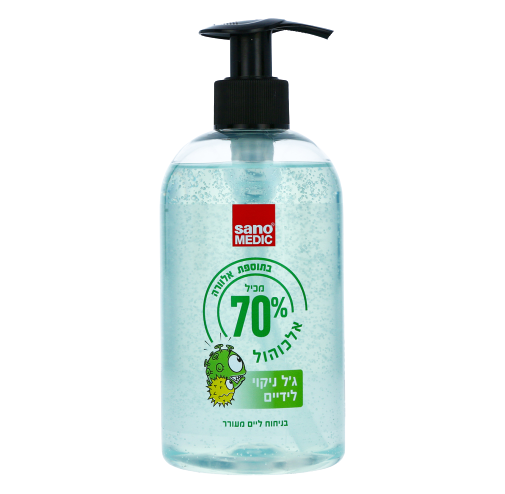 sano
MEDIC
בתוספת אלוורה
מכיל
70%
אלכוהול
ג'ל ניקוי
לידיים
בניחוח ליים מעורר